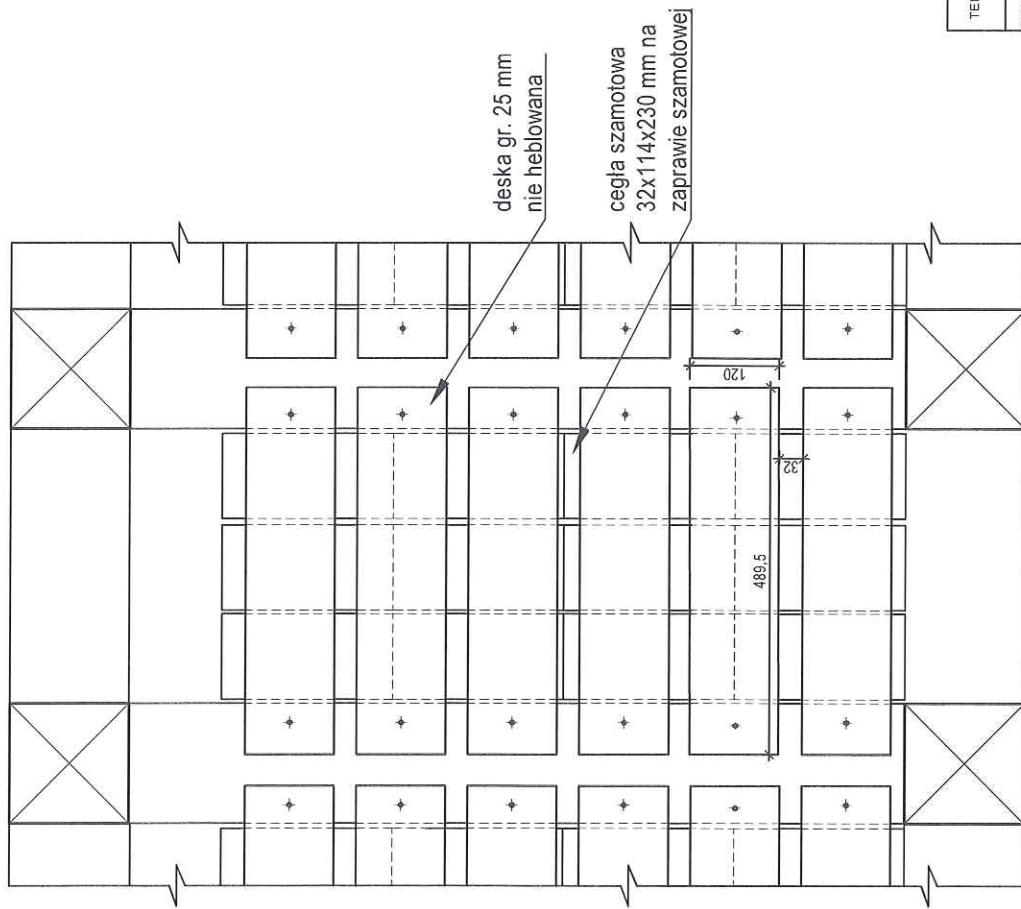 deska gr. 25 mm
nie heblowana
cegła szamotowa
32x114x230 mm na
zaprawie szamotowej
120
32
489,5